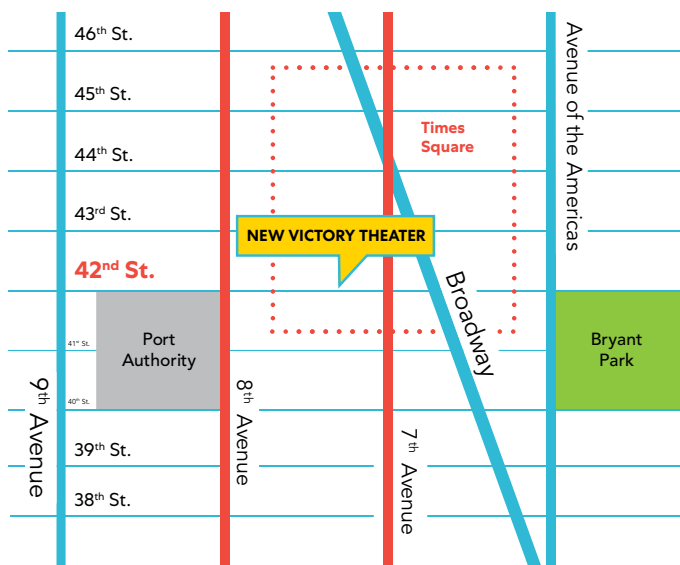 46th St.
45th St.
44th St.
43rd St.
42nd St.
41st St.
40th St.
39th St.
38th St.
Times
Square
NEW VICTORY THEATER
Port
Authority
Bryant
Park
9th Avenue
8th Avenue
7th Avenue
Broadway
Avenue of the Americas